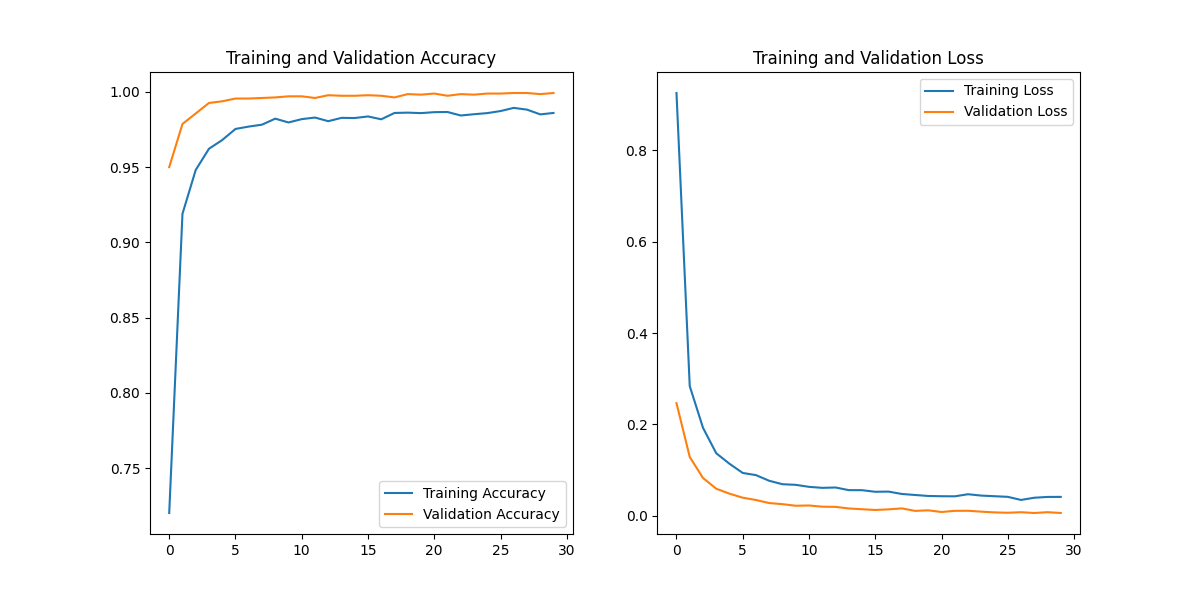 Training and Validation Accuracy
1.00
0.95
0.90
0.85
0.80
0.75
Training Accuracy
Validation Accuracy
0 5 10 15 20 25 30
Training and Validation Loss
Training Loss
Validation Loss
0.8
0.6
0.4
0.2
0.0
0 5 10 15 20 25 30